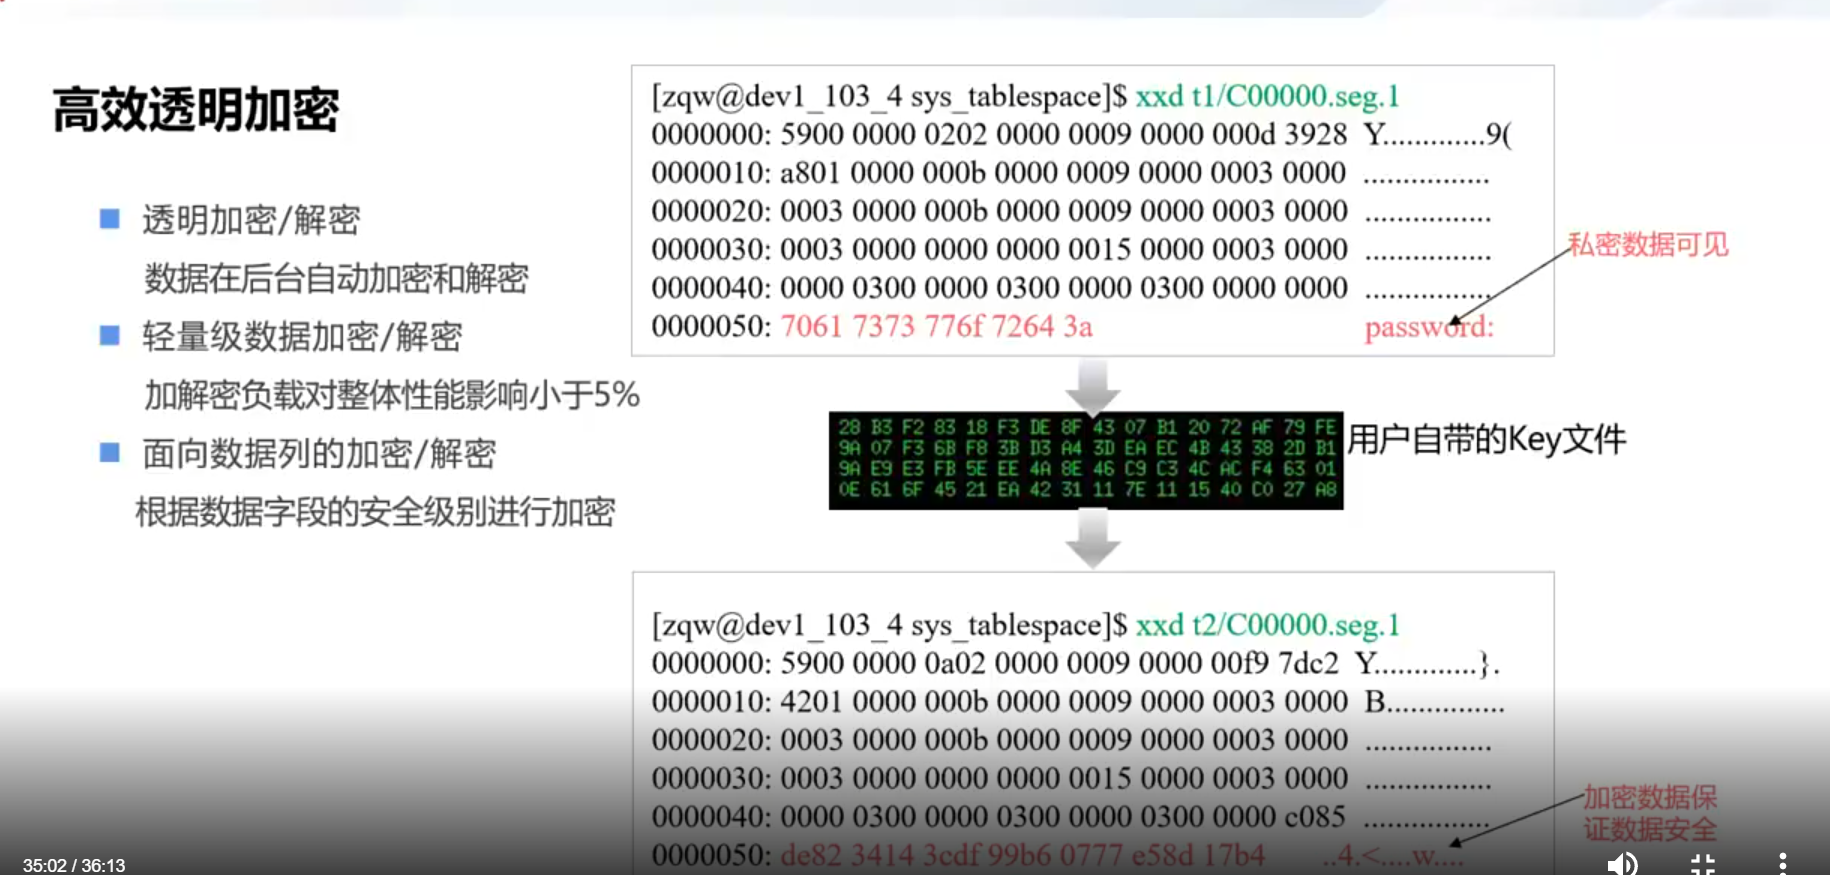 高效透明加密
透明加密/解密
数据在后台自动加密和解密
轻量级数据加密/解密
加解密负载对整体性能影响小于5%
面向数据列的加密/解密
根据数据字段的安全级别进行加密
[zqw@dev1_103_4 sys_tablespace]$ xxd t1/C00000.seg.1
0000000: 5900 0000 0202 0000 0009 0000 000d 3928 Y.............9(
0000010: a801 0000 000b 0000 0009 0000 0003 0000 ................
0000020: 0003 0000 000b 0000 0009 0000 0003 0000 ................
0000030: 0003 0000 0000 0000 0015 0000 0003 0000 ................
0000040: 0000 0300 0000 0300 0000 0300 0000 0000 ................
0000050: 7061 7373 776f 7264 3a password:
私密数据可见
28 B3 F2 83 18 F3 DE 8F 43 07 B1 20 72 AF 79 FE
9A 07 F3 6B F8 3B D3 A4 3D EA EC 4B 43 38 2D B1
9A E9 E3 FB 5E EE 4A 8E 46 C9 C3 4C AC F4 63 01
0E 61 6F 45 21 EA 42 31 11 7E 11 15 40 C0 27 A8
用户自带的Key文件
[zqw@dev1_103_4 sys_tablespace]$ xxd t2/C00000.seg.1
0000000: 5900 0000 0a02 0000 0009 0000 00f9 7dc2 Y.............}.
0000010: 4201 0000 000b 0000 0009 0000 0003 0000 B...............
0000020: 0003 0000 000b 0000 0009 0000 0003 0000 ................
0000030: 0003 0000 0000 0000 0015 0000 0003 0000 ................
0000040: 0000 0300 0000 0300 0000 0300 0000 c085 ................
0000050: de82 3414 3cdf 99b6 0777 e58d 17b4 ..4.<....w....
加密数据保
证数据安全
35:02 / 36:13